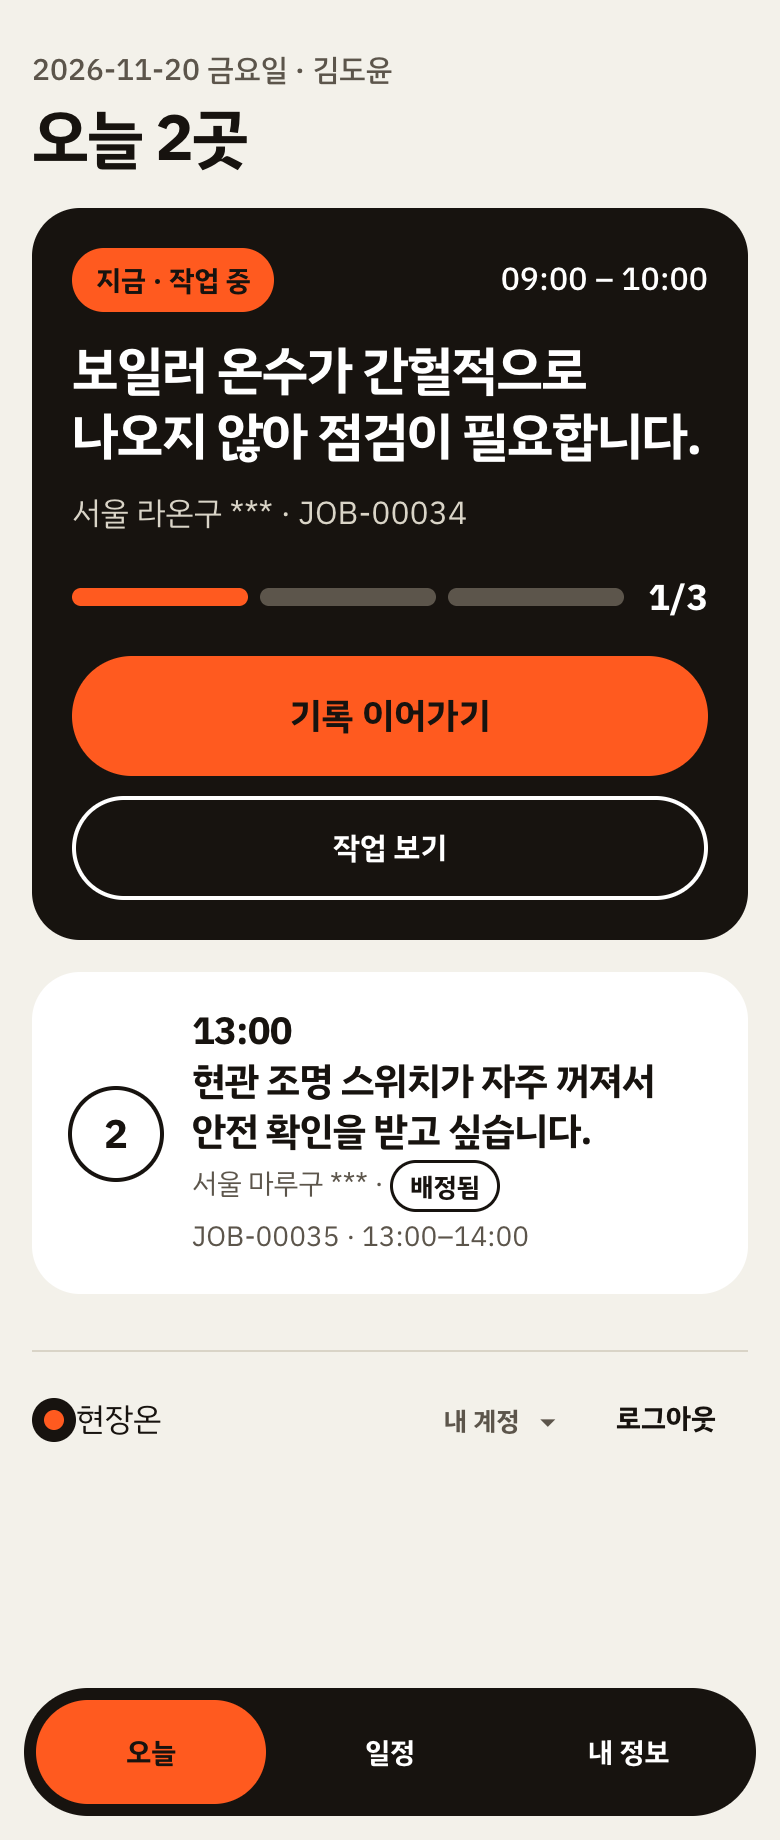 2026-11-20 금요일 · 김도윤
오늘 2곳
지금 · 작업 중
09:00 – 10:00
보일러 온수가 간헐적으로
나오지 않아 점검이 필요합니다.
서울 라온구 *** · JOB-00034
1/3
기록 이어가기
작업 보기
13:00
현관 조명 스위치가 자주 꺼져서
안전 확인을 받고 싶습니다.
2
서울 마루구 *** · 배정됨
JOB-00035 · 13:00–14:00
현장온
내 계정
로그아웃
오늘
일정
내 정보